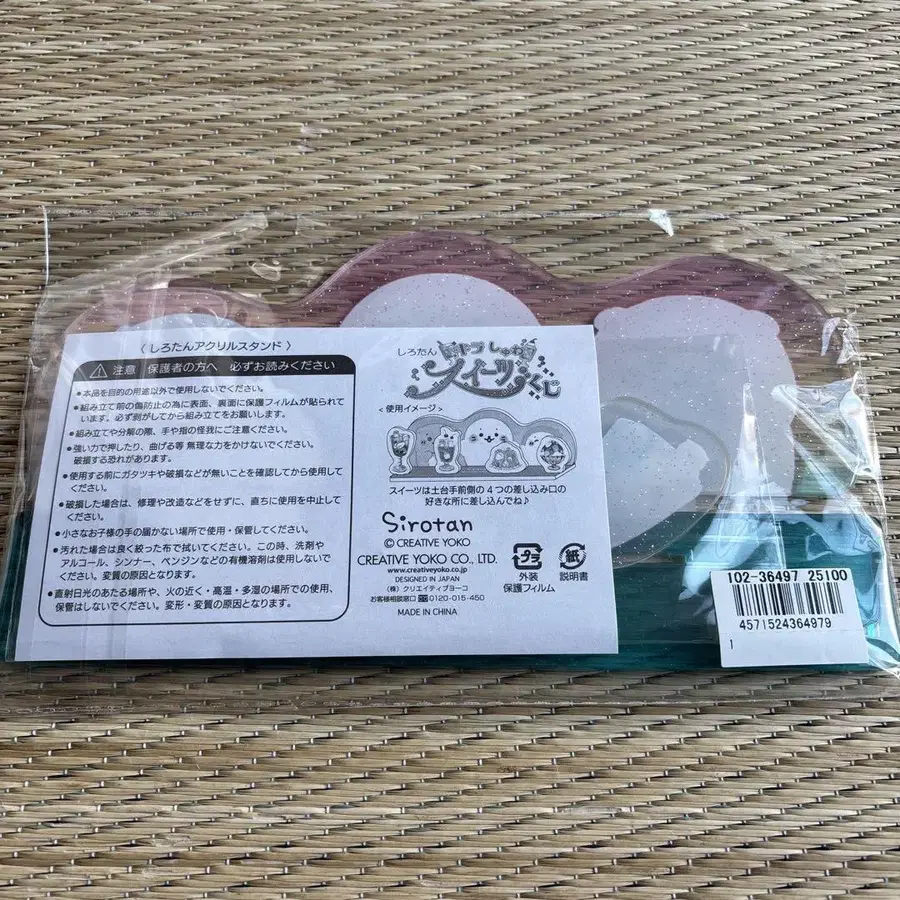 〈 しろたんアクリルスタンド 〉
注意 保護者の方へ 必ずお読みください
●本品を目的の用途以外で使用しないでください。
●組み立て前の傷防止の為に表面、裏面に保護フィルムが貼られて
います。必ず剥がしてから組み立てをお願いします。
●組み立てや分解の際、手や指の怪我にご注意ください。
●強い力で押したり、曲げる等 無理な力をかけないでください。
破損する恐れがあります。
●使用する前にガタツキや破損などが無いことを確認してから使用して
ください。
●破損した場合は、修理や改造などをせずに、直ちに使用を中止して
ください。
●小さなお子様の手の届かない場所で使用・保管してください。
●汚れた場合は良く絞った布で拭いてください。この時、洗剤や
アルコール、シンナー、ベンジンなどの有機溶剤は使用しないで
ください。変質の原因となります。
●直射日光のあたる場所や、火の近く・高温・多湿の場所での使用、
保管はしないでください。変形・変質の原因となります。
しろたん
しゅわ
スイーツくじ
<使用イメージ>
スイーツは土台手前側の4つの差し込み口の
好きな所に差し込んでね♪
Sirotan
© CREATIVE YOKO
CREATIVE YOKO CO., LTD.
www.creativeyoko.co.jp
DESIGNED IN JAPAN
(株) クリエイティブヨーコ
お客様相談窓口 0120-015-450
MADE IN CHINA
プラ
外装
保護フィルム
紙
説明書
102-36497 25100
4571524364979
1